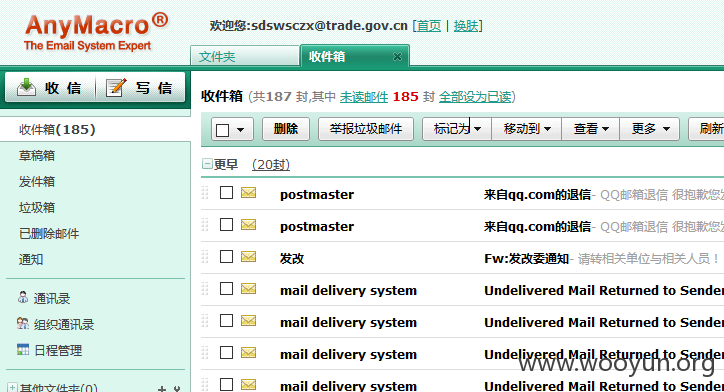 AnyMacro®
The Email System Expert
欢迎您:sdswsczx@trade.gov.cn [首页 | 换肤]
文件夹
收件箱 ×
收信 写信
收件箱 (共187 封,其中 未读邮件 185 封 全部设为已读)
删除 举报垃圾邮件 标记为 移动到 查看 更多 刷新
收件箱(185)
草稿箱
发件箱
垃圾箱
已删除邮件
通知
通讯录
组织通讯录
日程管理
其他文件夹(0)
更早 (20封)
postmaster 来自qq.com的退信- QQ邮箱退信 很抱歉您发
postmaster 来自qq.com的退信- QQ邮箱退信 很抱歉您发
发改 Fw:发改委通知- 请转相关单位与相关人员！
mail delivery system Undelivered Mail Returned to Sender
mail delivery system Undelivered Mail Returned to Sender
mail delivery system Undelivered Mail Returned to Sender
mail delivery system Undelivered Mail Returned to Sender
www.wooyun.org